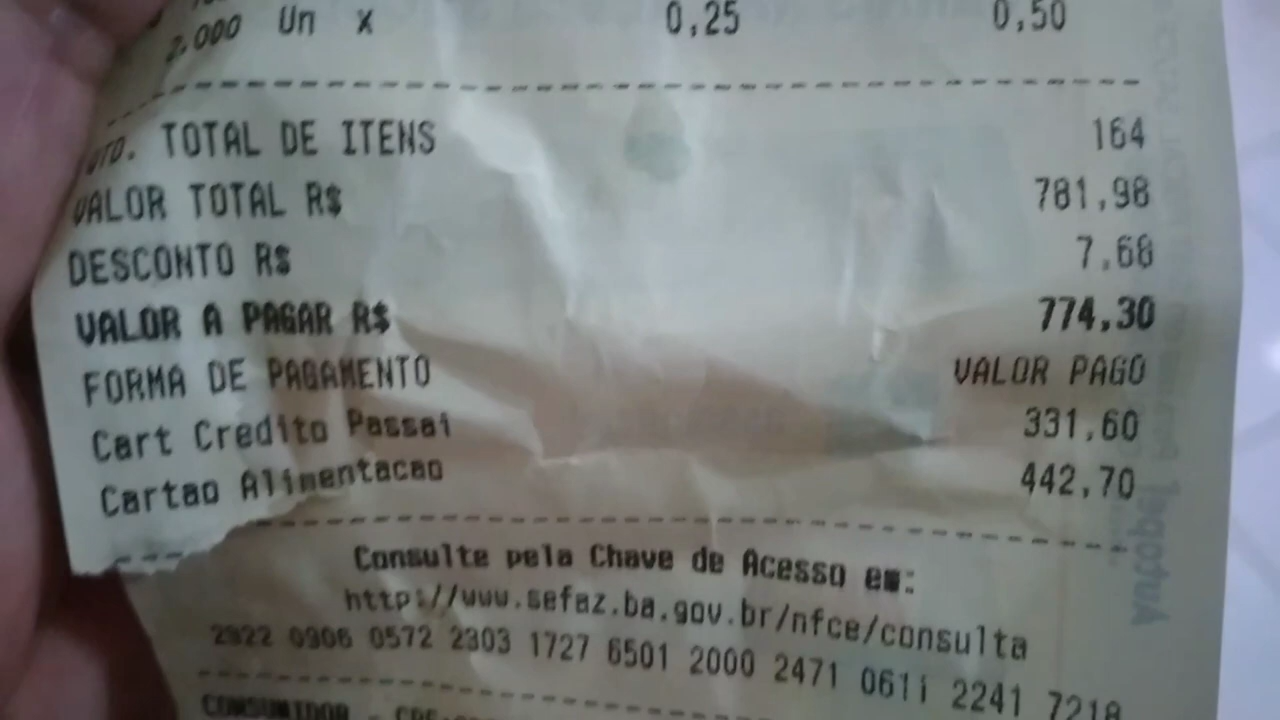 2.000 Un x 0,25 0,50
QTD. TOTAL DE ITENS 164
VALOR TOTAL R$ 781,98
DESCONTO R$ 7,68
VALOR A PAGAR R$ 774,30
FORMA DE PAGAMENTO VALOR PAGO
Cart Credito Passai 331,60
Cartao Alimentacao 442,70
Consulte pela Chave de Acesso em:
http://www.sefaz.ba.gov.br/nfce/consulta
2922 0906 0572 2303 1727 6501 2000 2471 0611 2241 7218
CONSUMIDOR -